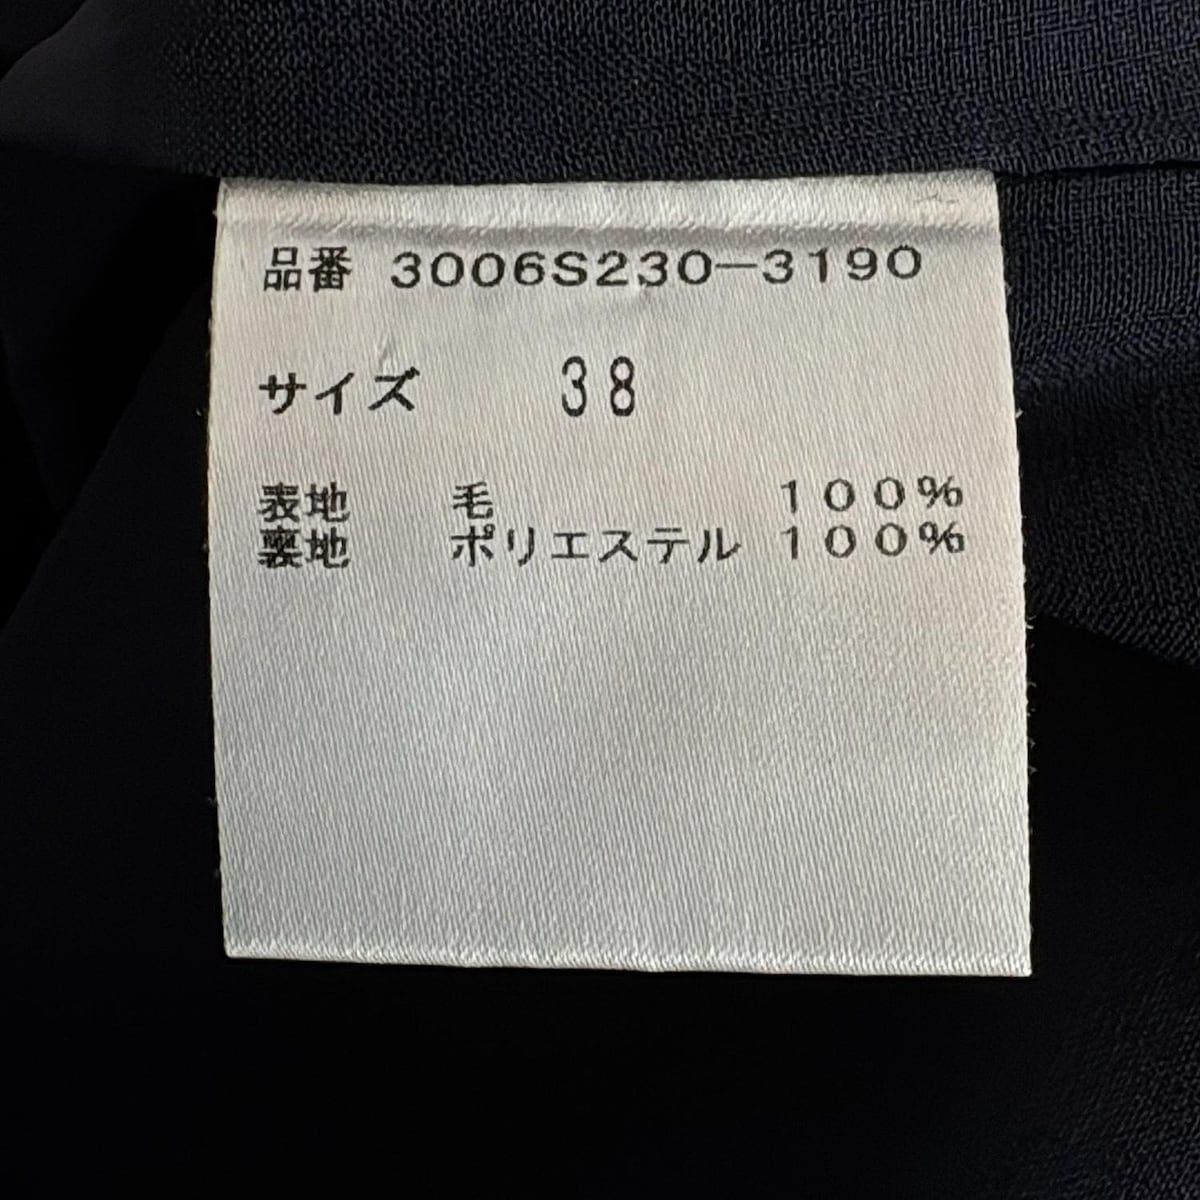 品番 3006S230-3190
サイズ 38
表地 毛 100%
裏地 ポリエステル 100%